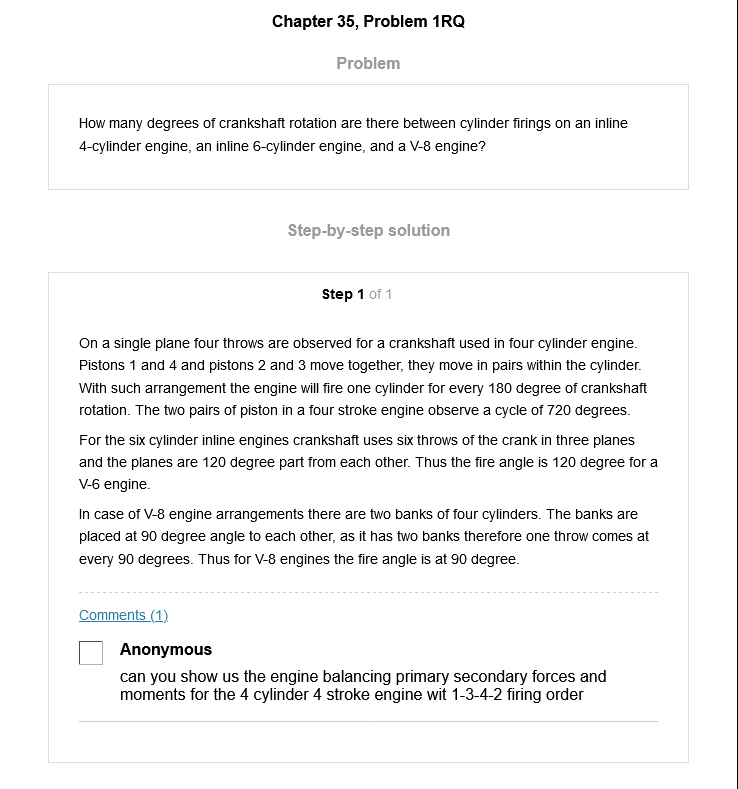 Chapter 35, Problem 1RQ
Problem
How many degrees of crankshaft rotation are there between cylinder firings on an inline
4-cylinder engine, an inline 6-cylinder engine, and a V-8 engine?
Step-by-step solution
Step 1 of 1
On a single plane four throws are observed for a crankshaft used in four cylinder engine.
Pistons 1 and 4 and pistons 2 and 3 move together, they move in pairs within the cylinder.
With such arrangement the engine will fire one cylinder for every 180 degree of crankshaft
rotation. The two pairs of piston in a four stroke engine observe a cycle of 720 degrees.
For the six cylinder inline engines crankshaft uses six throws of the crank in three planes
and the planes are 120 degree part from each other. Thus the fire angle is 120 degree for a
V-6 engine.
In case of V-8 engine arrangements there are two banks of four cylinders. The banks are
placed at 90 degree angle to each other, as it has two banks therefore one throw comes at
every 90 degrees. Thus for V-8 engines the fire angle is at 90 degree.
Comments (1)
Anonymous
can you show us the engine balancing primary secondary forces and
moments for the 4 cylinder 4 stroke engine wit 1-3-4-2 firing order